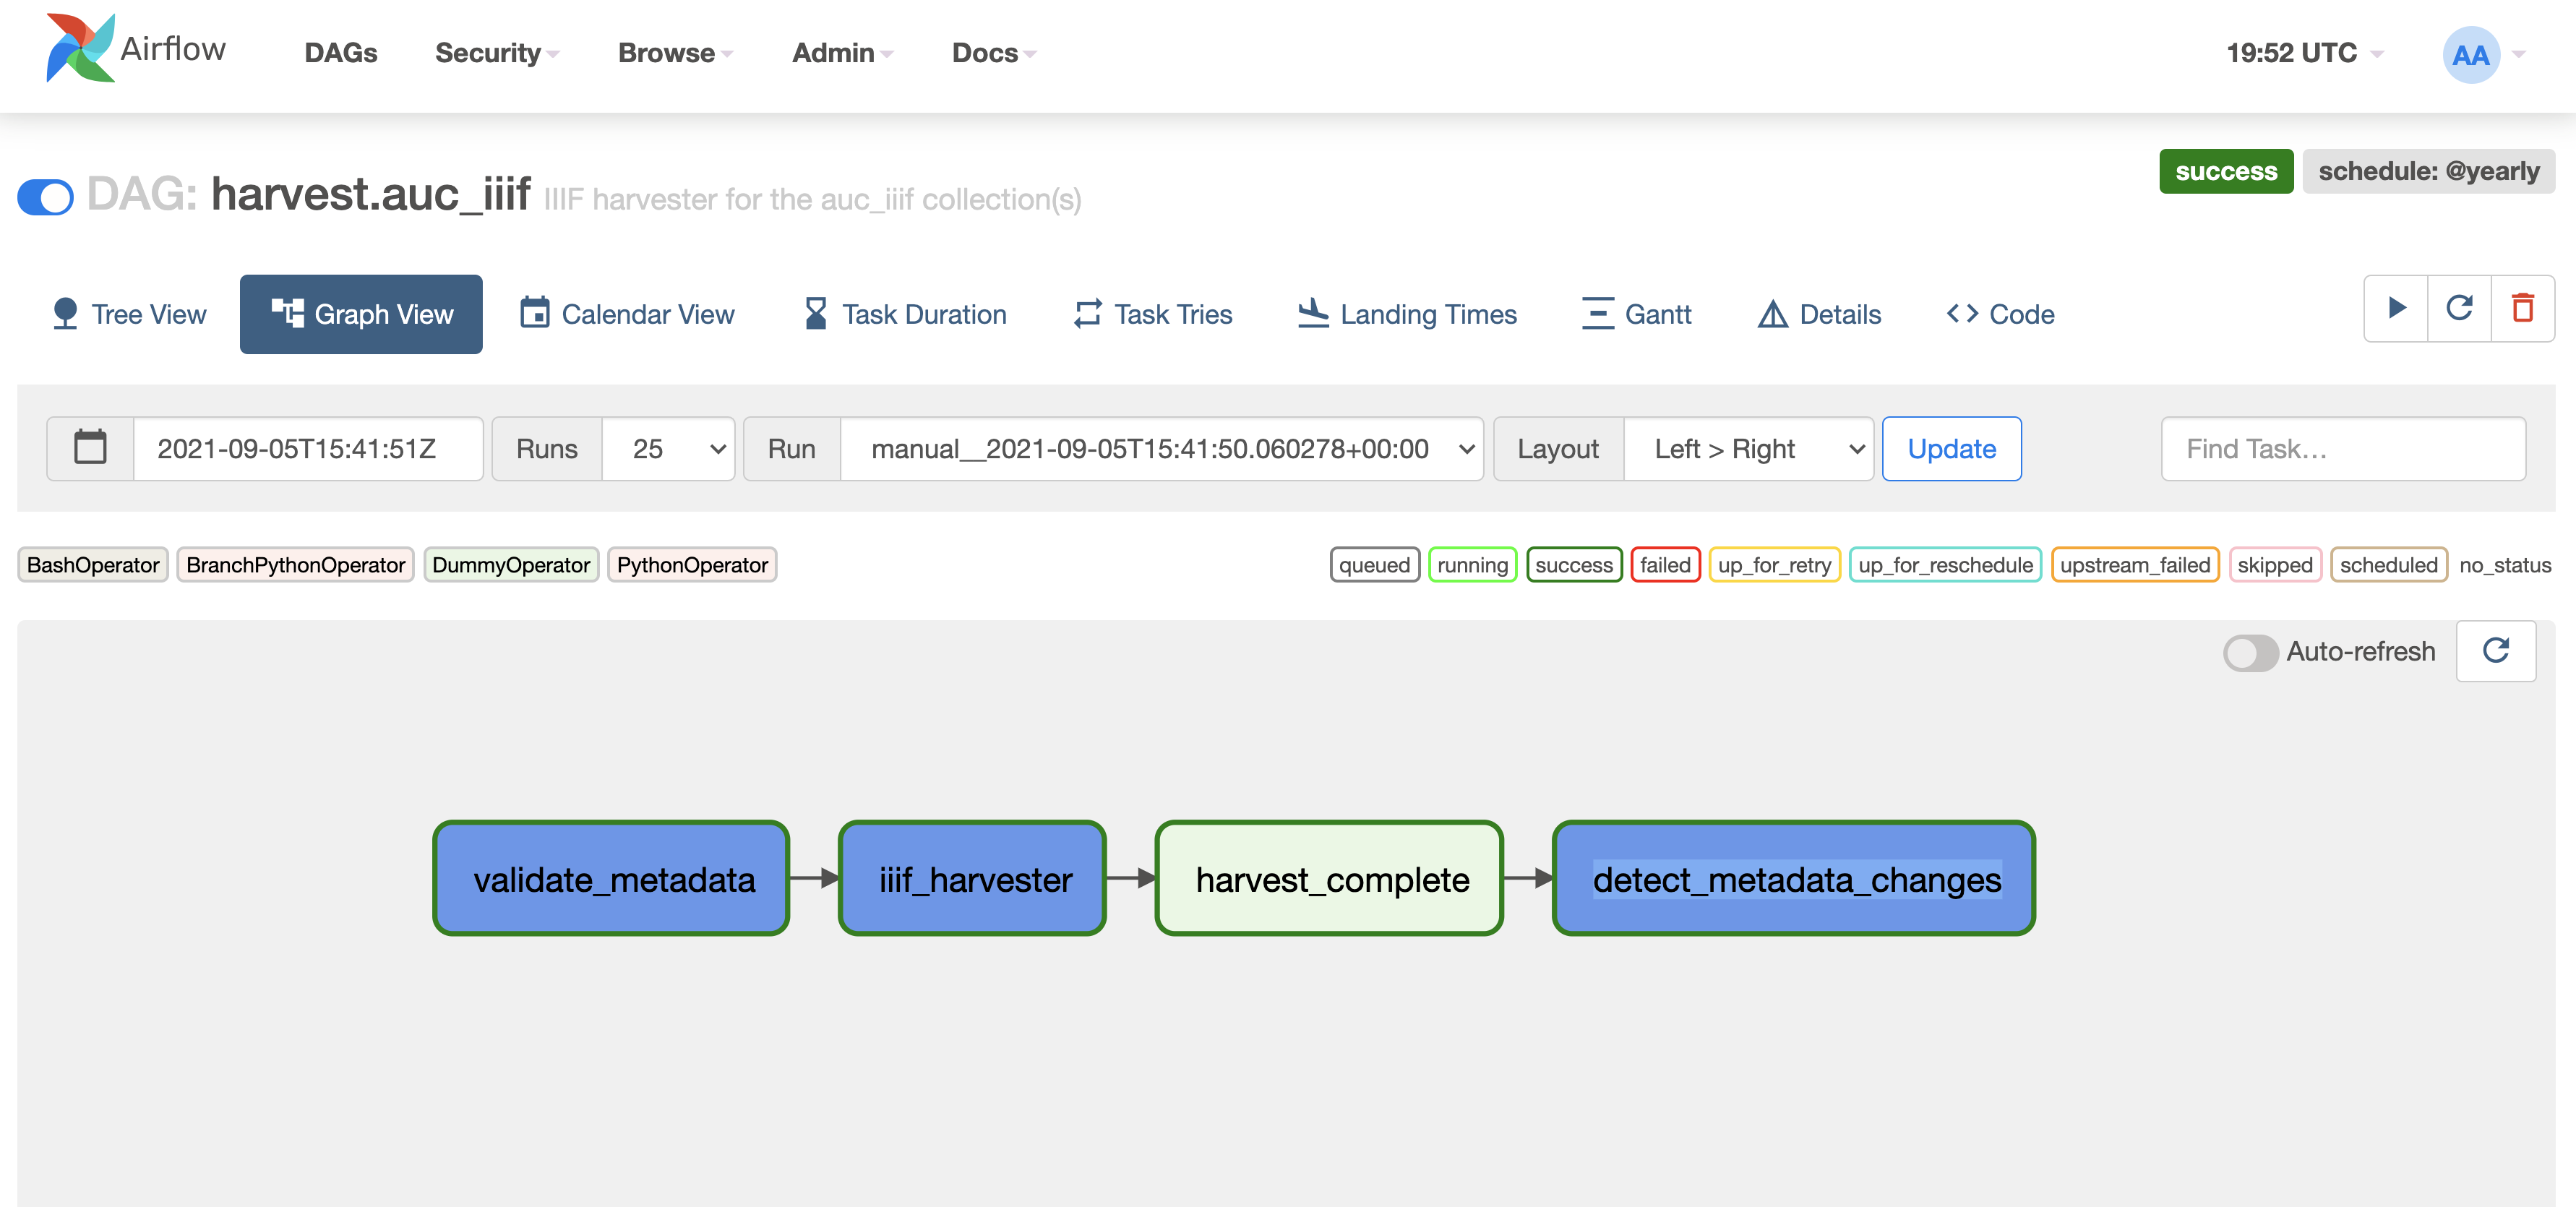 Airflow DAGs Security Browse Admin Docs 19:52 UTC AA
success schedule: @yearly
DAG: harvest.auc_iiif IIIF harvester for the auc_iiif collection(s)
Tree View Graph View Calendar View Task Duration Task Tries Landing Times Gantt Details <> Code
2021-09-05T15:41:51Z Runs 25 Run manual__2021-09-05T15:41:50.060278+00:00 Layout Left > Right Update Find Task…
BashOperator BranchPythonOperator DummyOperator PythonOperator queued running success failed up_for_retry up_for_reschedule upstream_failed skipped scheduled no_status
Auto-refresh
validate_metadata iiif_harvester harvest_complete detect_metadata_changes